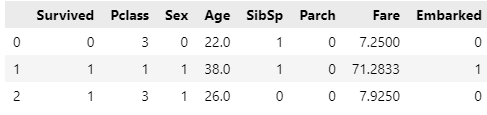 Survived Pclass Sex Age SibSp Parch Fare Embarked
0 0 3 0 22.0 1 0 7.2500 0
1 1 1 1 38.0 1 0 71.2833 1
2 1 3 1 26.0 0 0 7.9250 0